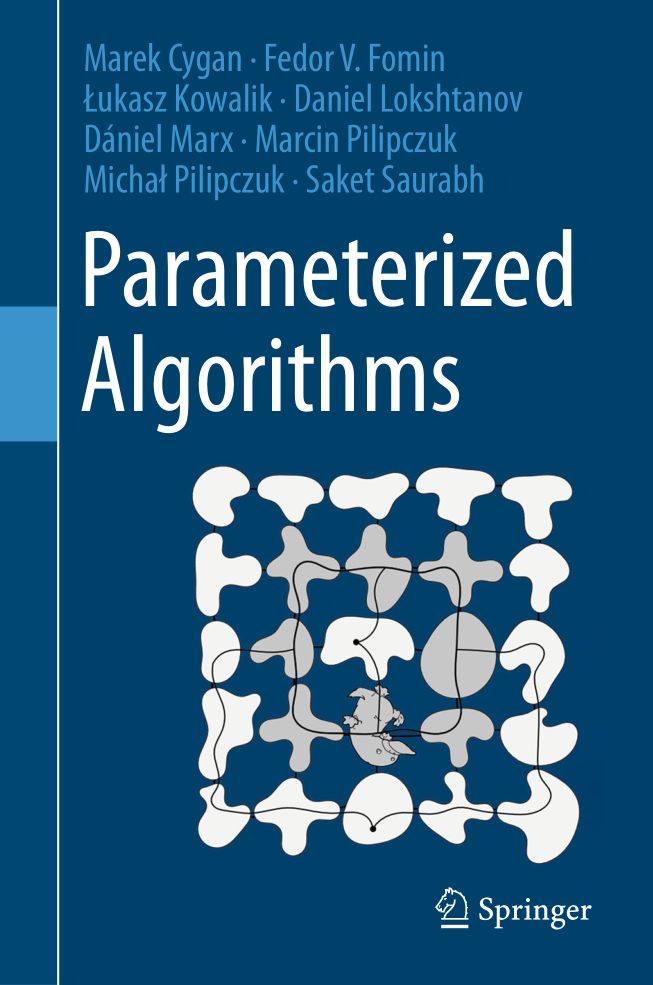 Marek Cygan · Fedor V. Fomin
Łukasz Kowalik · Daniel Lokshtanov
Dániel Marx · Marcin Pilipczuk
Michał Pilipczuk · Saket Saurabh
Parameterized
Algorithms
Springer